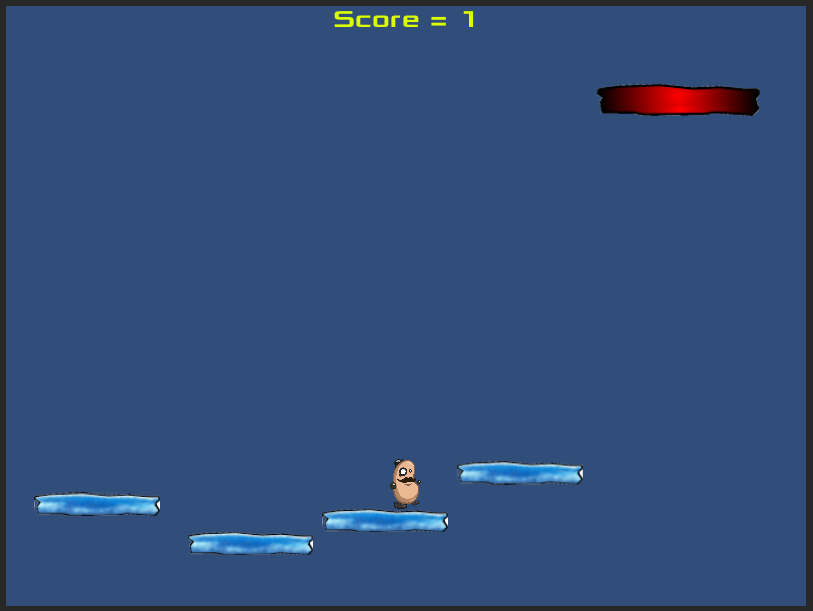 Score = 1